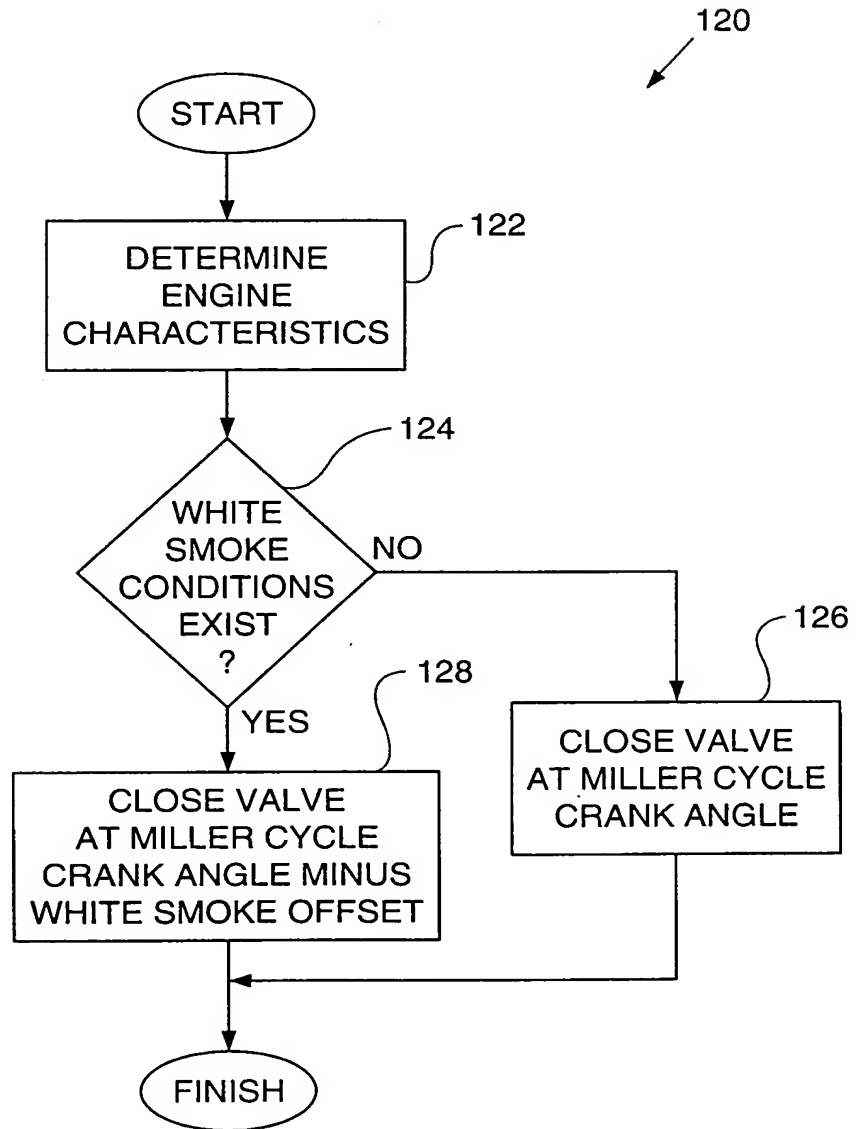 120
START
122
DETERMINE
ENGINE
CHARACTERISTICS
124
WHITE
SMOKE
CONDITIONS
EXIST
?
NO
YES
126
CLOSE VALVE
AT MILLER CYCLE
CRANK ANGLE
128
CLOSE VALVE
AT MILLER CYCLE
CRANK ANGLE MINUS
WHITE SMOKE OFFSET
FINISH